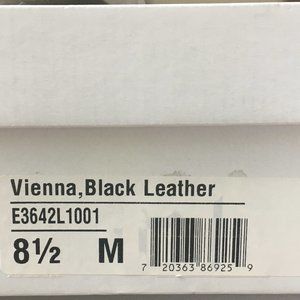 Vienna,Black Leather
E3642L1001
8½ M
7 20363 86925 9